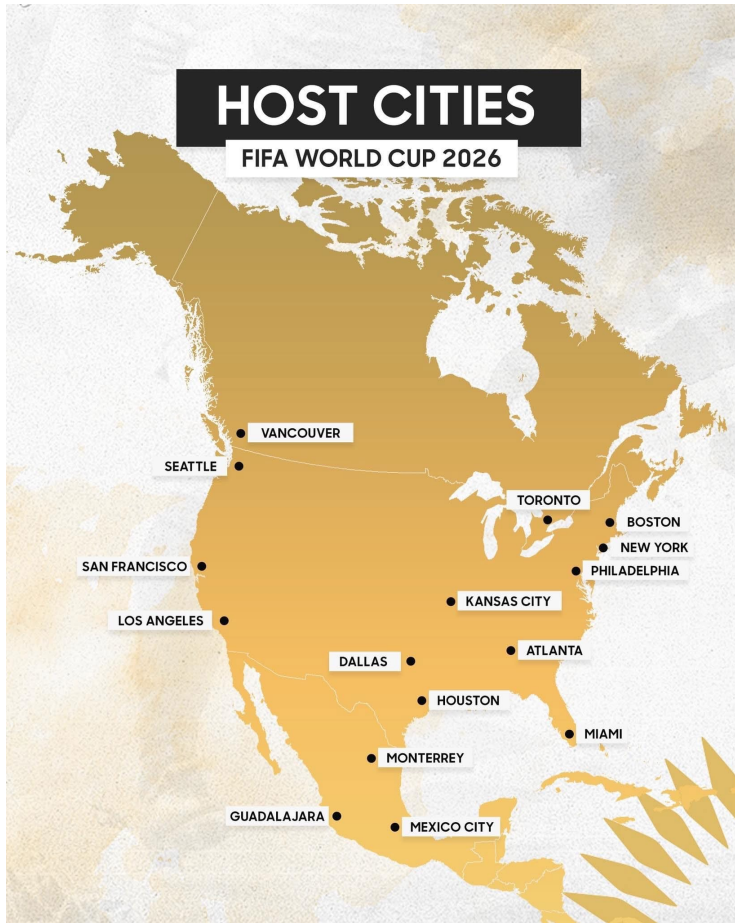 HOST CITIES
FIFA WORLD CUP 2026
VANCOUVER
SEATTLE
TORONTO
BOSTON
NEW YORK
SAN FRANCISCO
PHILADELPHIA
KANSAS CITY
LOS ANGELES
ATLANTA
DALLAS
HOUSTON
MIAMI
MONTERREY
GUADALAJARA
MEXICO CITY